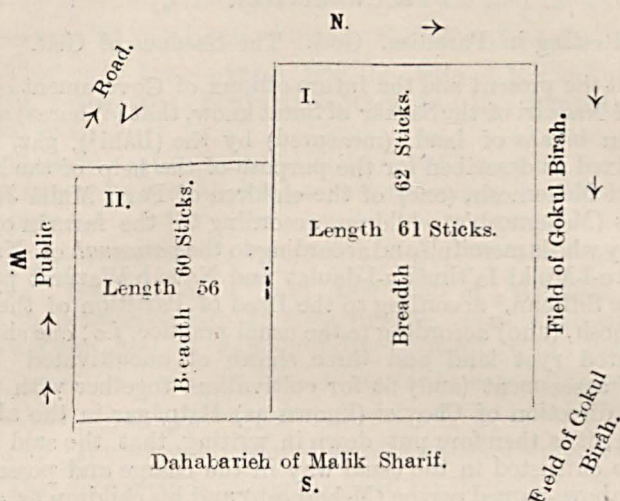 N.
Road.
I.
62 Sticks.
Length 61 Sticks.
Breadth
Field of Gokul Birah.
II.
60 Sticks.
Length 56
Breadth
W.
Public
Dahabarieh of Malik Sharif.
S.
Field of Gokul
Birâh.